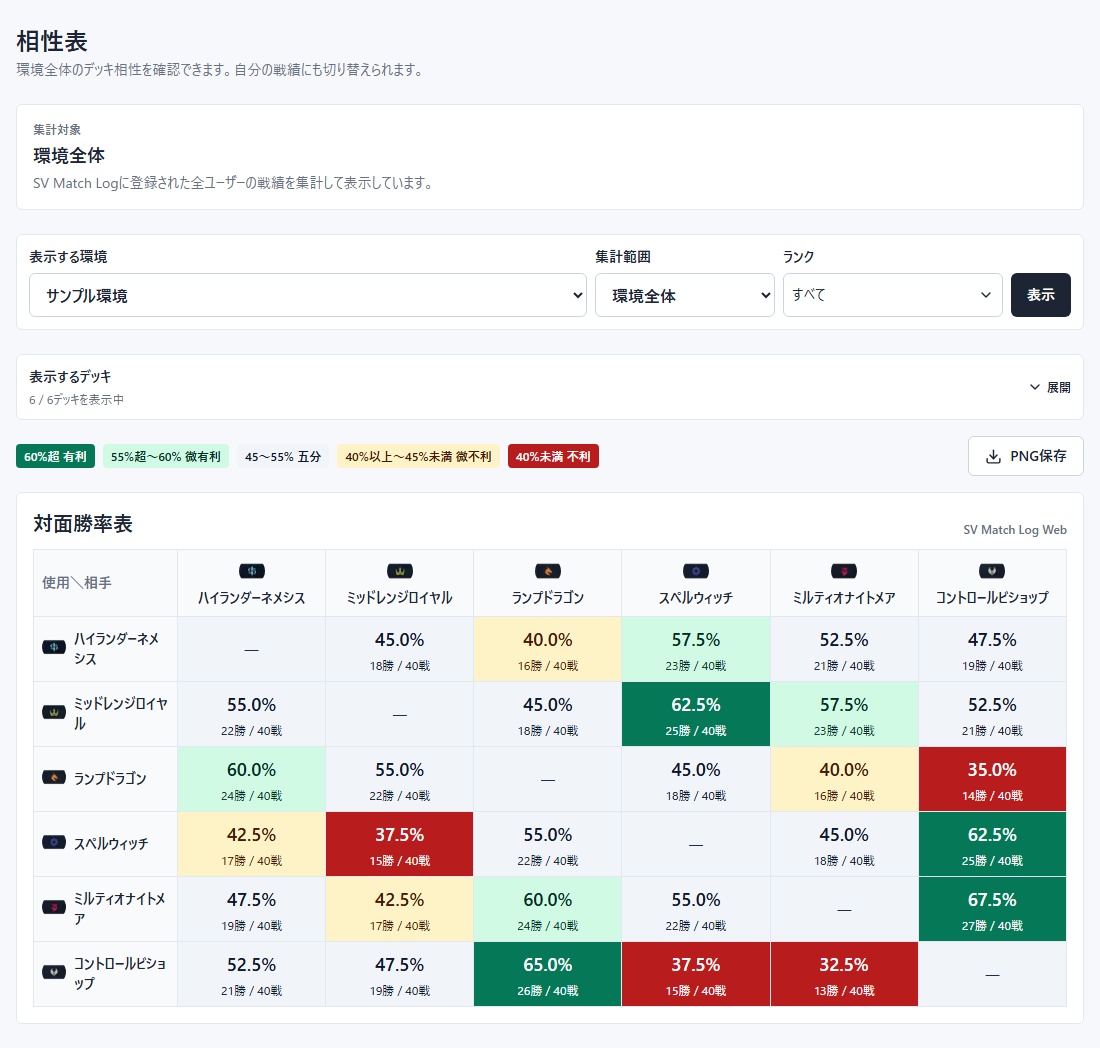 相性表
環境全体のデッキ相性を確認できます。自分の戦績にも切り替えられます。
集計対象
環境全体
SV Match Logに登録された全ユーザーの戦績を集計して表示しています。
表示する環境 集計範囲 ランク
サンプル環境 環境全体 すべて 表示
表示するデッキ
6 / 6デッキを表示中
展開
60%超 有利 55%超～60% 微有利 45～55% 五分 40%以上～45%未満 微不利 40%未満 不利 PNG保存
対面勝率表
SV Match Log Web
使用＼相手 ハイランダーネメシス ミッドレンジロイヤル ランプドラゴン スペルウィッチ ミルティオナイトメア コントロールビショップ
ハイランダーネメ
シス
— 45.0% 40.0% 57.5% 52.5% 47.5%
18勝 / 40戦 16勝 / 40戦 23勝 / 40戦 21勝 / 40戦 19勝 / 40戦
ミッドレンジロイヤ
ル
55.0% — 45.0% 62.5% 57.5% 52.5%
22勝 / 40戦 18勝 / 40戦 25勝 / 40戦 23勝 / 40戦 21勝 / 40戦
ランプドラゴン
60.0% 55.0% — 45.0% 40.0% 35.0%
24勝 / 40戦 22勝 / 40戦 18勝 / 40戦 16勝 / 40戦 14勝 / 40戦
スペルウィッチ
42.5% 37.5% 55.0% — 45.0% 62.5%
17勝 / 40戦 15勝 / 40戦 22勝 / 40戦 18勝 / 40戦 25勝 / 40戦
ミルティオナイトメ
ア
47.5% 42.5% 60.0% 55.0% — 67.5%
19勝 / 40戦 17勝 / 40戦 24勝 / 40戦 22勝 / 40戦 27勝 / 40戦
コントロールビショ
ップ
52.5% 47.5% 65.0% 37.5% 32.5% —
21勝 / 40戦 19勝 / 40戦 26勝 / 40戦 15勝 / 40戦 13勝 / 40戦